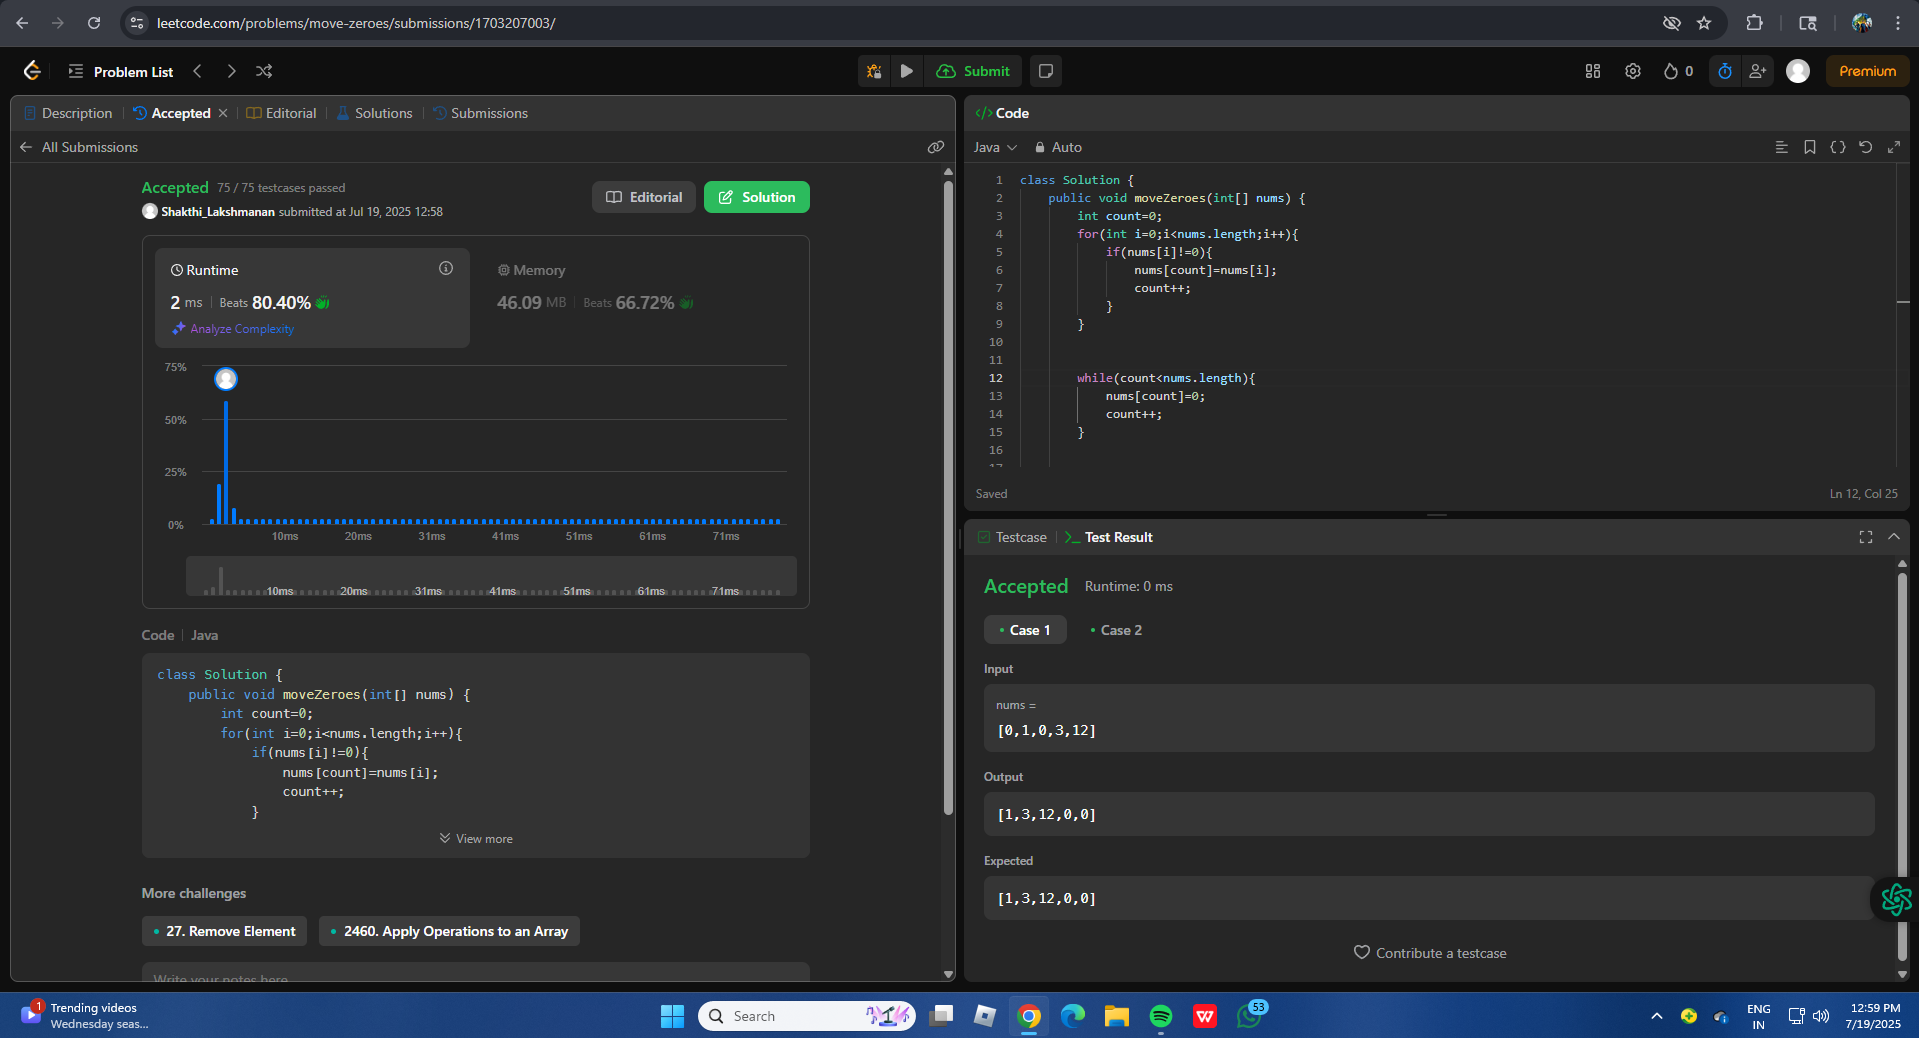 leetcode.com/problems/move-zeroes/submissions/1703207003/
Problem List
Submit
0
Premium
Description
Accepted
Editorial
Solutions
Submissions
All Submissions
Accepted 75 / 75 testcases passed
Shakthi_Lakshmanan submitted at Jul 19, 2025 12:58
Editorial
Solution
Runtime
2 ms Beats 80.40%
Analyze Complexity
Memory
46.09 MB Beats 66.72%
75%
50%
25%
0%
10ms 20ms 31ms 41ms 51ms 61ms 71ms
10ms 20ms 31ms 41ms 51ms 61ms 71ms
Code Java
class Solution {
public void moveZeroes(int[] nums) {
int count=0;
for(int i=0;i<nums.length;i++){
if(nums[i]!=0){
nums[count]=nums[i];
count++;
}
View more
More challenges
27. Remove Element
2460. Apply Operations to an Array
Write your notes here
</> Code
Java Auto
1 class Solution {
2 public void moveZeroes(int[] nums) {
3 int count=0;
4 for(int i=0;i<nums.length;i++){
5 if(nums[i]!=0){
6 nums[count]=nums[i];
7 count++;
8 }
9 }
10
11
12 while(count<nums.length){
13 nums[count]=0;
14 count++;
15 }
16
17
Saved
Ln 12, Col 25
Testcase
Test Result
Accepted Runtime: 0 ms
Case 1
Case 2
Input
nums =
[0,1,0,3,12]
Output
[1,3,12,0,0]
Expected
[1,3,12,0,0]
Contribute a testcase
1
Trending videos
Wednesday seas...
Search
W
53
ENG
IN
12:59 PM
7/19/2025